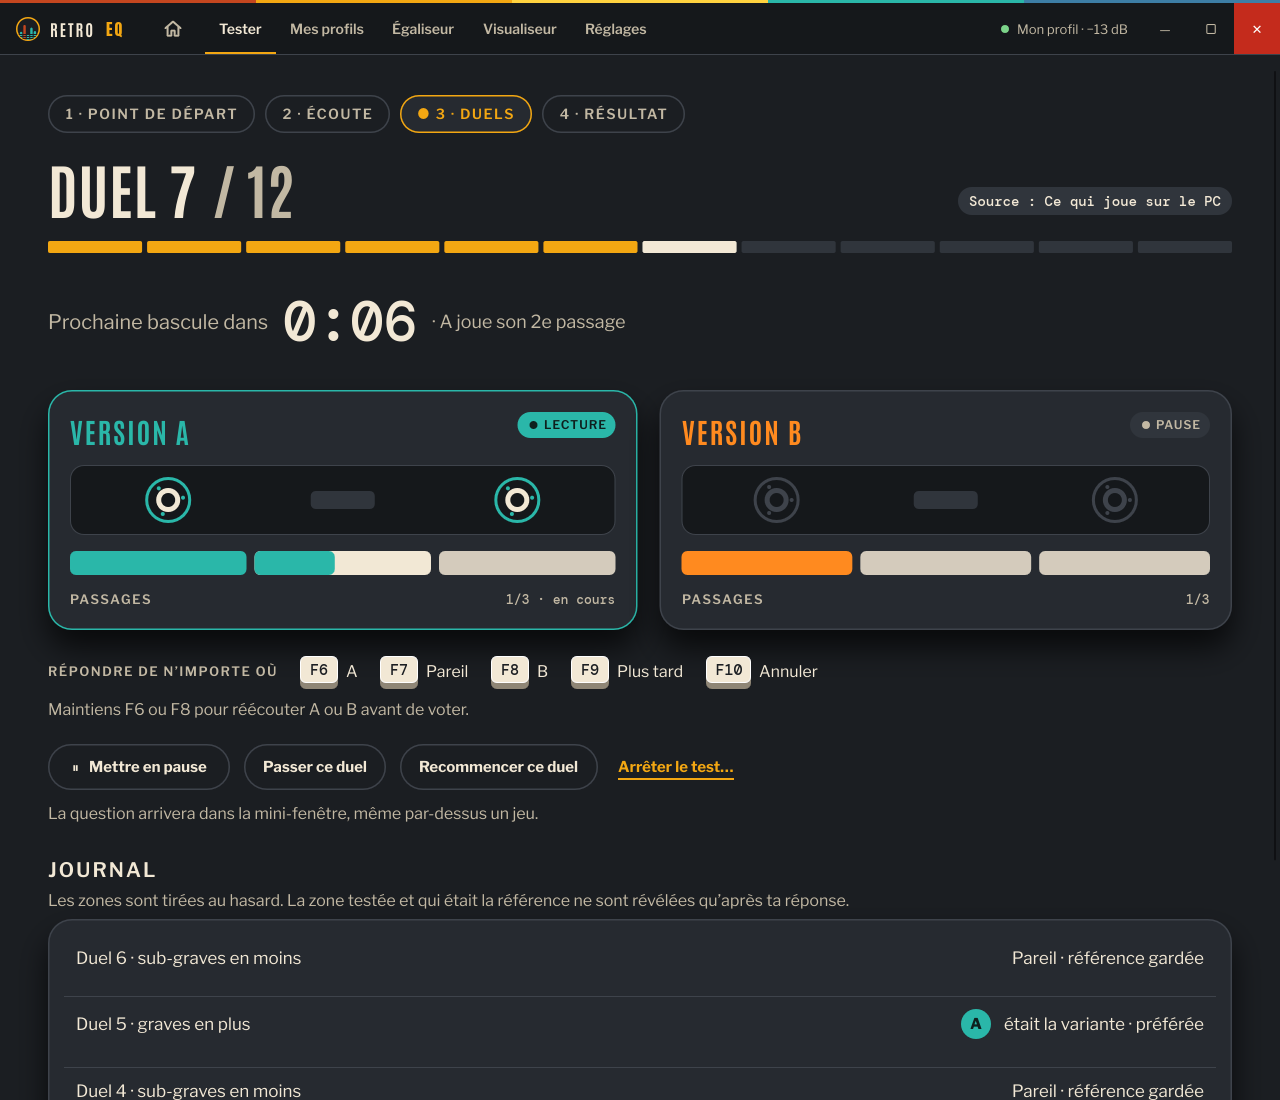 RETRO EQ Tester Mes profils Égaliseur Visualiseur Réglages Mon profil · −13 dB
1 · POINT DE DÉPART 2 · ÉCOUTE 3 · DUELS 4 · RÉSULTAT
DUEL 7 / 12
Source : Ce qui joue sur le PC
Prochaine bascule dans 0:06 · A joue son 2e passage
VERSION A LECTURE
PASSAGES 1/3 · en cours
VERSION B PAUSE
PASSAGES 1/3
RÉPONDRE DE N’IMPORTE OÙ F6 A F7 Pareil F8 B F9 Plus tard F10 Annuler
Maintiens F6 ou F8 pour réécouter A ou B avant de voter.
Mettre en pause Passer ce duel Recommencer ce duel Arrêter le test…
La question arrivera dans la mini-fenêtre, même par-dessus un jeu.
JOURNAL
Les zones sont tirées au hasard. La zone testée et qui était la référence ne sont révélées qu’après ta réponse.
Duel 6 · sub-graves en moins Pareil · référence gardée
Duel 5 · graves en plus A était la variante · préférée
Duel 4 · sub-graves en moins Pareil · référence gardée